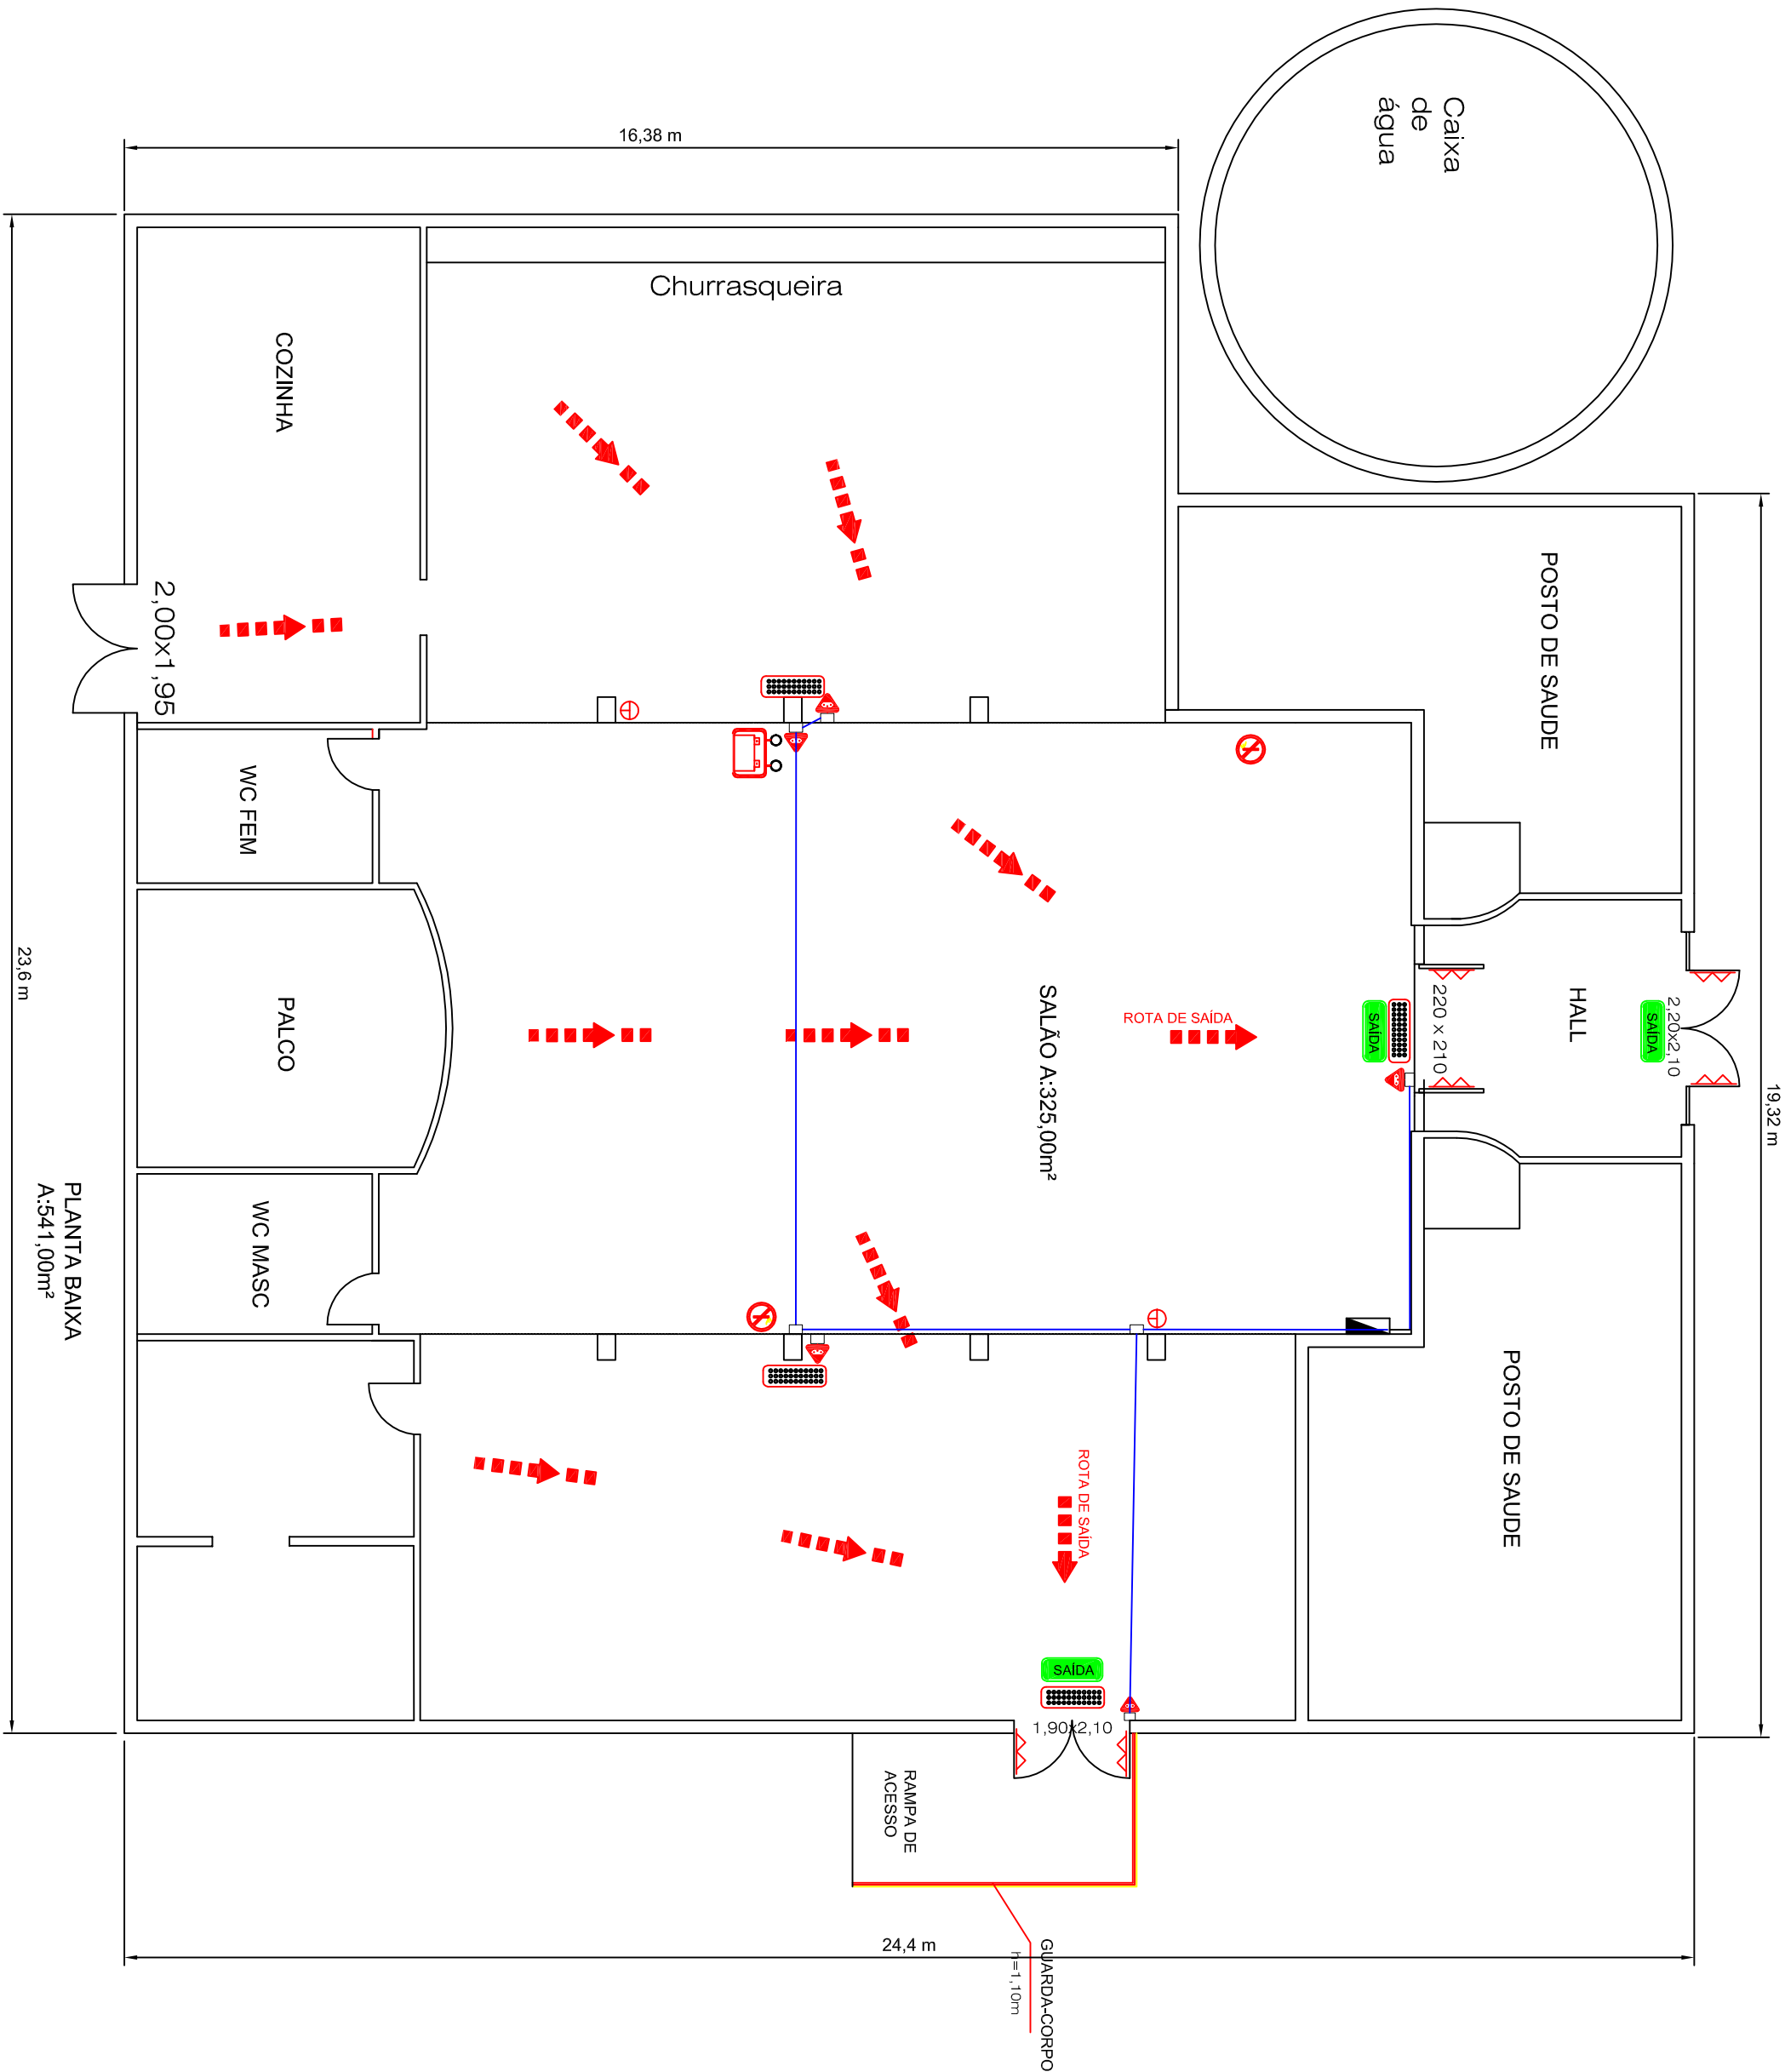 Caixa
de
água
16,38 m
Churrasqueira
COZINHA
POSTO DE SAUDE
2,00x1,95
WC FEM
23,6 m
PALCO
SALÃO A:325,00m²
ROTA DE SAÍDA
SAÍDA
220 x 210
HALL
SAÍDA
2,20x2,10
19,32 m
PLANTA BAIXA
A:541,00m²
WC MASC
POSTO DE SAUDE
ROTA DE SAÍDA
SAÍDA
1,90x2,10
RAMPA DE
ACESSO
24,4 m
GUARDA-CORPO
h=1,10m